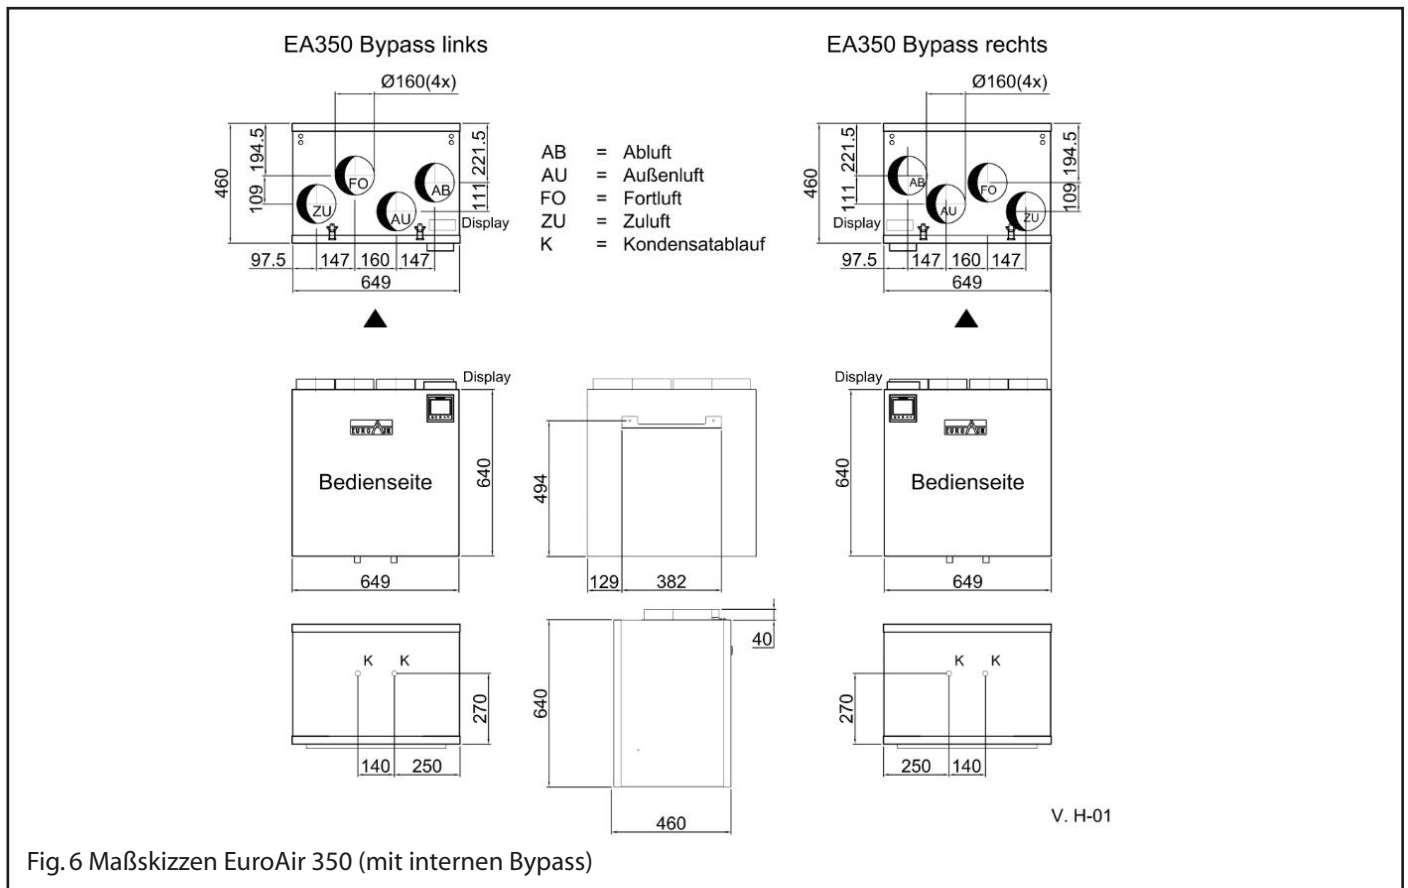 EA350 Bypass links
EA350 Bypass rechts
Ø160(4x)
Ø160(4x)
460
194.5
109
221.5
111
FO
AB
ZU
AU
Display
97.5
147
160
147
649
AB = Abluft
AU = Außenluft
FO = Fortluft
ZU = Zuluft
K = Kondensatablauf
460
221.5
111
194.5
109
AB
FO
AU
ZU
Display
97.5
147
160
147
649
Display
EURO AIR
Bedienseite
640
649
494
129
382
Display
EURO AIR
Bedienseite
640
649
K K
270
140
250
640
40
460
K K
270
250
140
V. H-01
Fig. 6 Maßskizzen EuroAir 350 (mit internen Bypass)